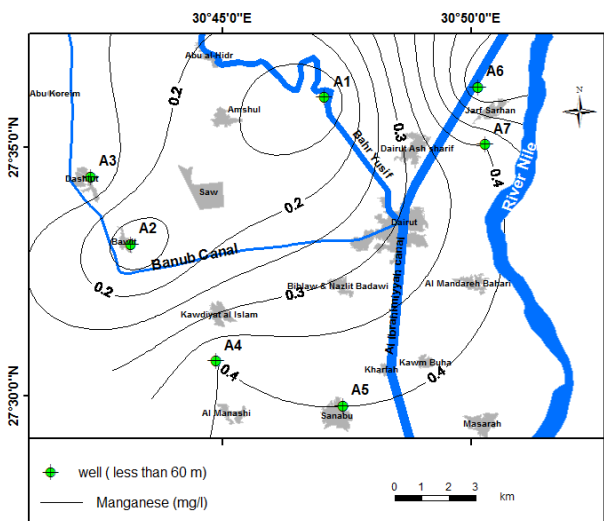 30°45'0"E
30°50'0"E
Abu al Hidr
A1
A6
Abu Koreim
0.2
Amshul
Jarf Sarhan
N
27°35'0"N
Bahr Yusif
0.3
Dairut Ash sharif
A7
A3
0.4
Dashlut
Saw
River Nile
0.2
A2
Bawit
Dairut
Banub Canal
0.2
0.3
Biblaw & Nazlit Badawi
Al Mandareh Bahari
Kawdiyat al Islam
Al Ibrahimiyyah canal
A4
Kawm Buha
Kharfah
0.4
0.4
27°30'0"N
A5
Al Manashi
Sanabu
Masarah
well ( less than 60 m)
Manganese (mg/l)
0 1 2 3
km